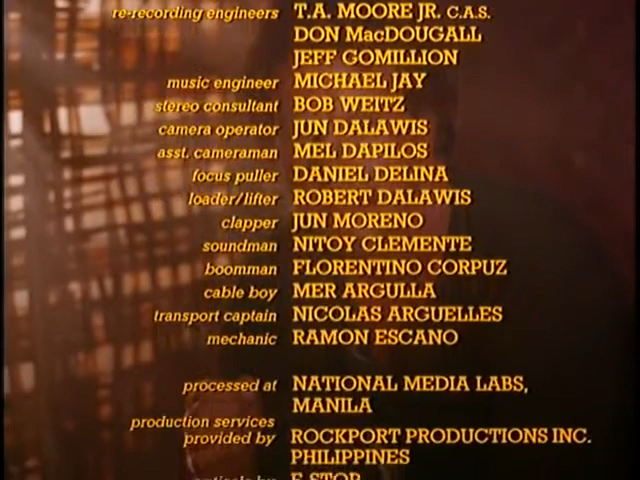 re-recording engineers T.A. MOORE JR. C.A.S.
DON MacDOUGALL
JEFF GOMILLION
music engineer MICHAEL JAY
stereo consultant BOB WEITZ
camera operator JUN DALAWIS
asst. cameraman MEL DAPILOS
focus puller DANIEL DELINA
loader/lifter ROBERT DALAWIS
clapper JUN MORENO
soundman NITOY CLEMENTE
boomman FLORENTINO CORPUZ
cable boy MER ARGULLA
transport captain NICOLAS ARGUELLES
mechanic RAMON ESCANO
processed at NATIONAL MEDIA LABS,
MANILA
production services
provided by ROCKPORT PRODUCTIONS INC.
PHILIPPINES